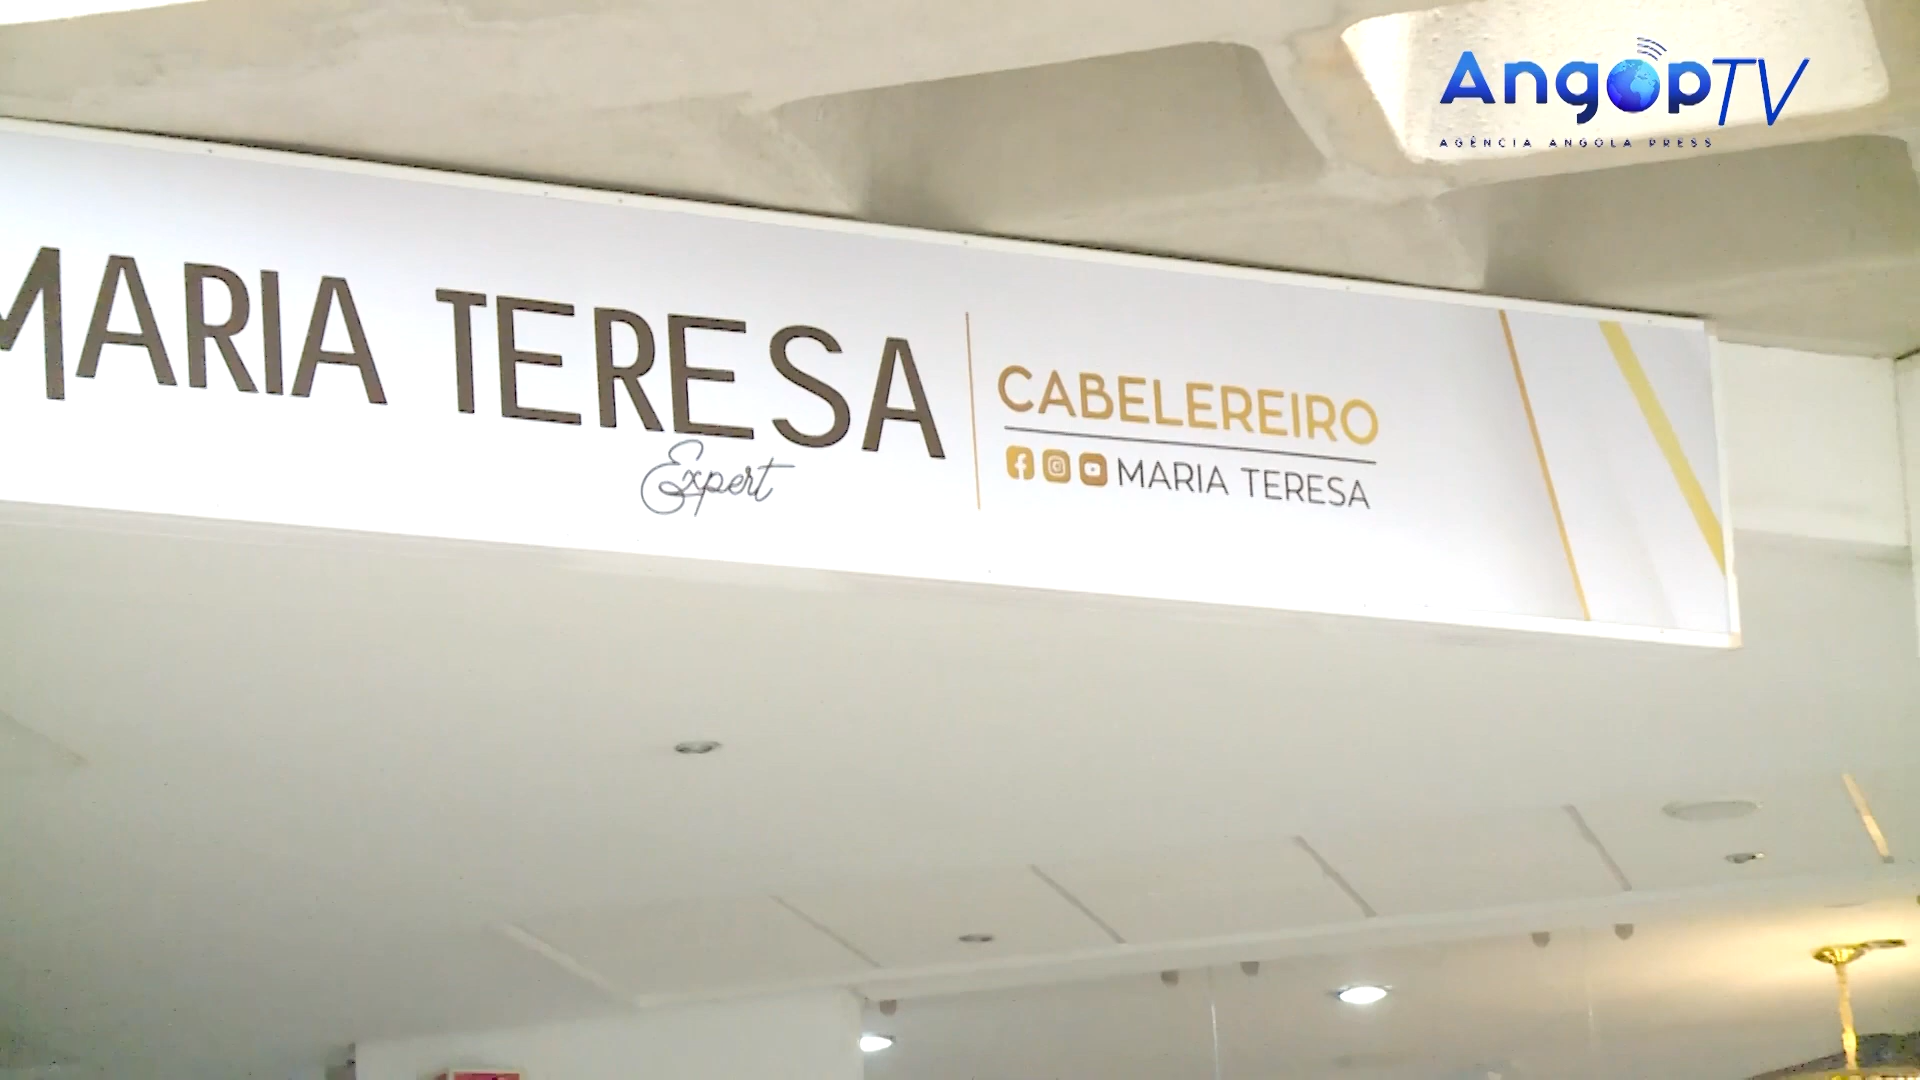 AngopTV
AGÊNCIA ANGOLA PRESS
MARIA TERESA
Expert
CABELEREIRO
MARIA TERESA